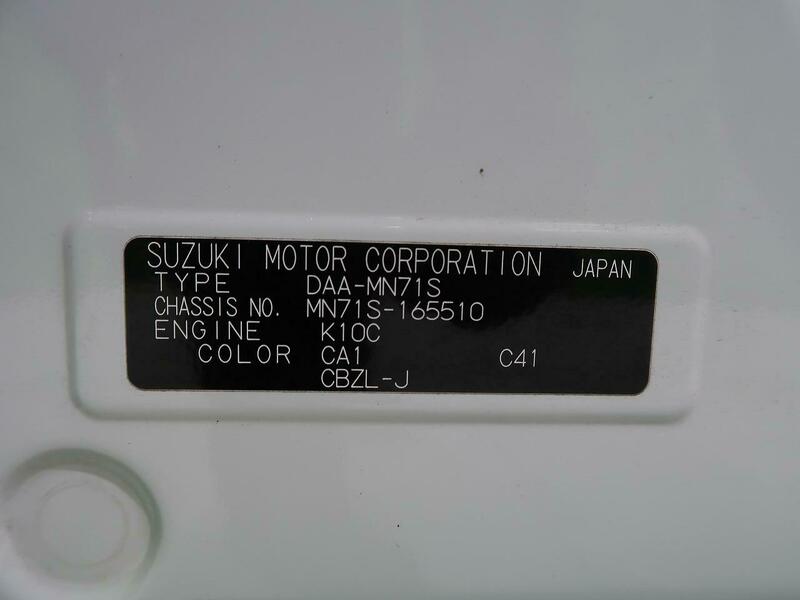 SUZUKI MOTOR CORPORATION JAPAN
TYPE DAA-MN71S
CHASSIS NO. MN71S-165510
ENGINE K10C
COLOR CA1 C41
CBZL-J